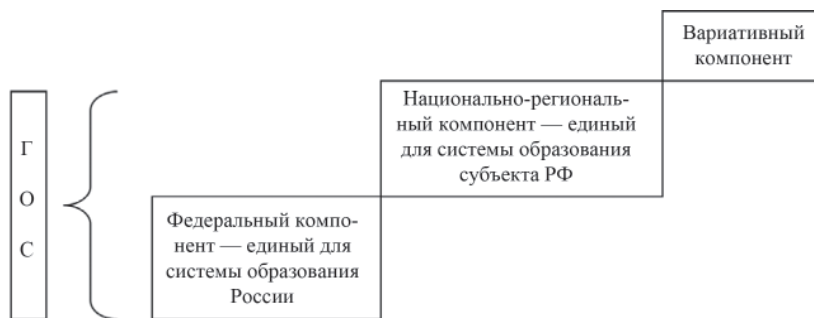 Вариативный
компонент
Национально-региональ-
ный компонент — единый
для системы образования
субъекта РФ
Г
О
С
Федеральный компо-
нент — единый для
системы образования
России